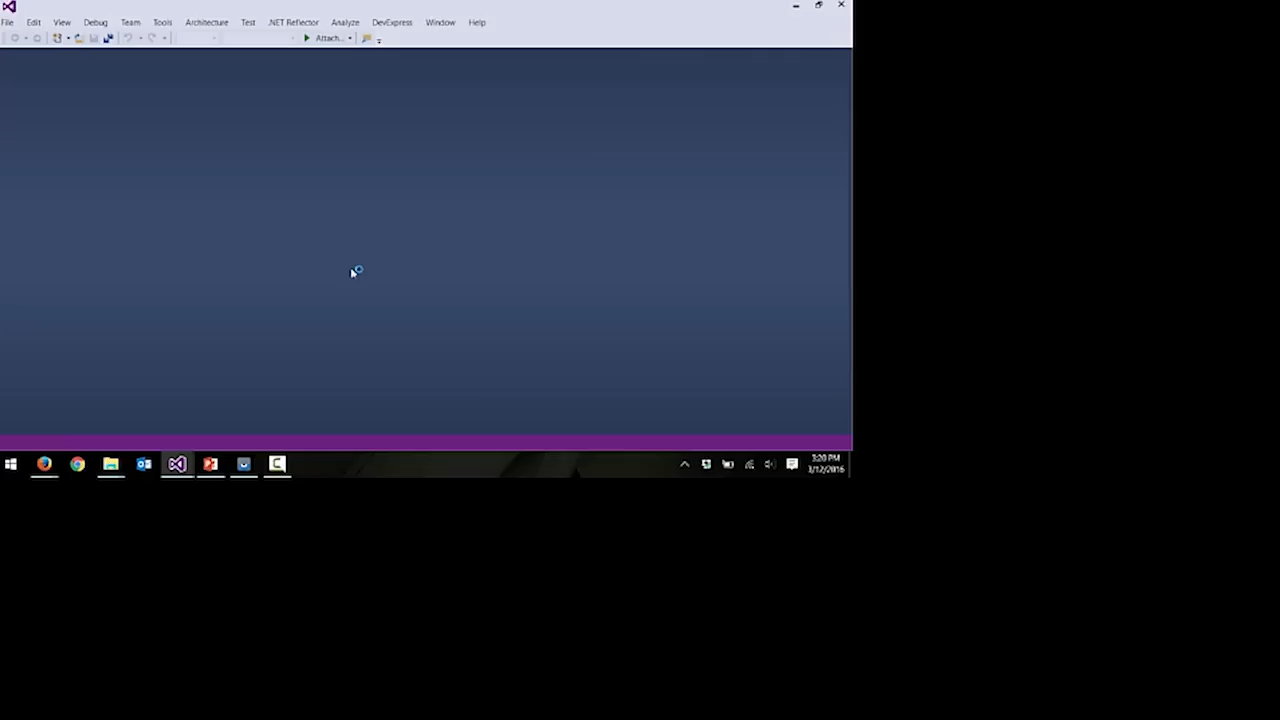 File Edit View Debug Team Tools Architecture Test .NET Reflector Analyze DevExpress Window Help
Attach...
3:20 PM
3/12/2016